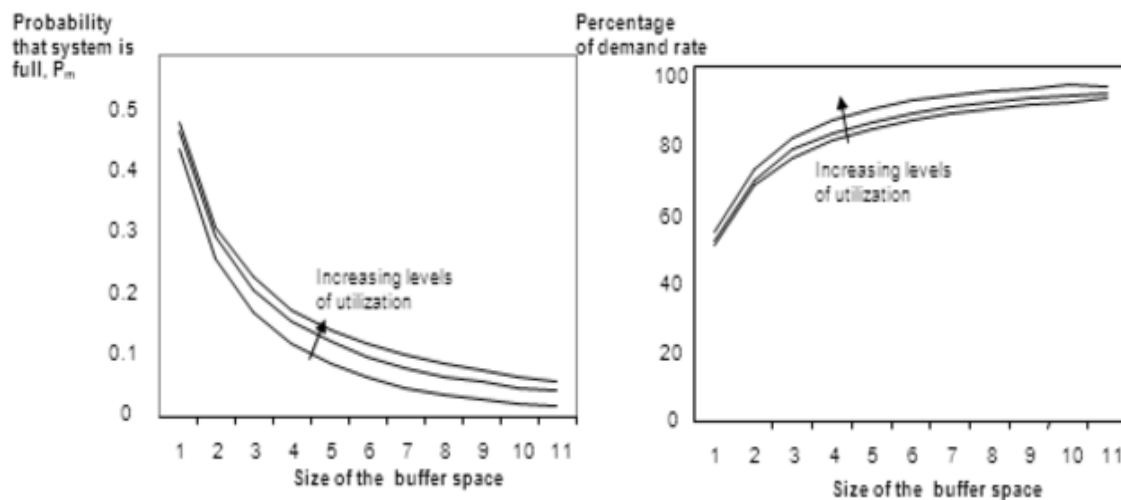 Probability
that system is
full, Pm
0.5
0.4
0.3
0.2
0.1
0
Increasing levels
of utilization
1 2 3 4 5 6 7 8 9 10 11
Size of the buffer space
Percentage
of demand rate
100
80
60
40
20
0
Increasing levels
of utilization
1 2 3 4 5 6 7 8 9 10 11
Size of the buffer space